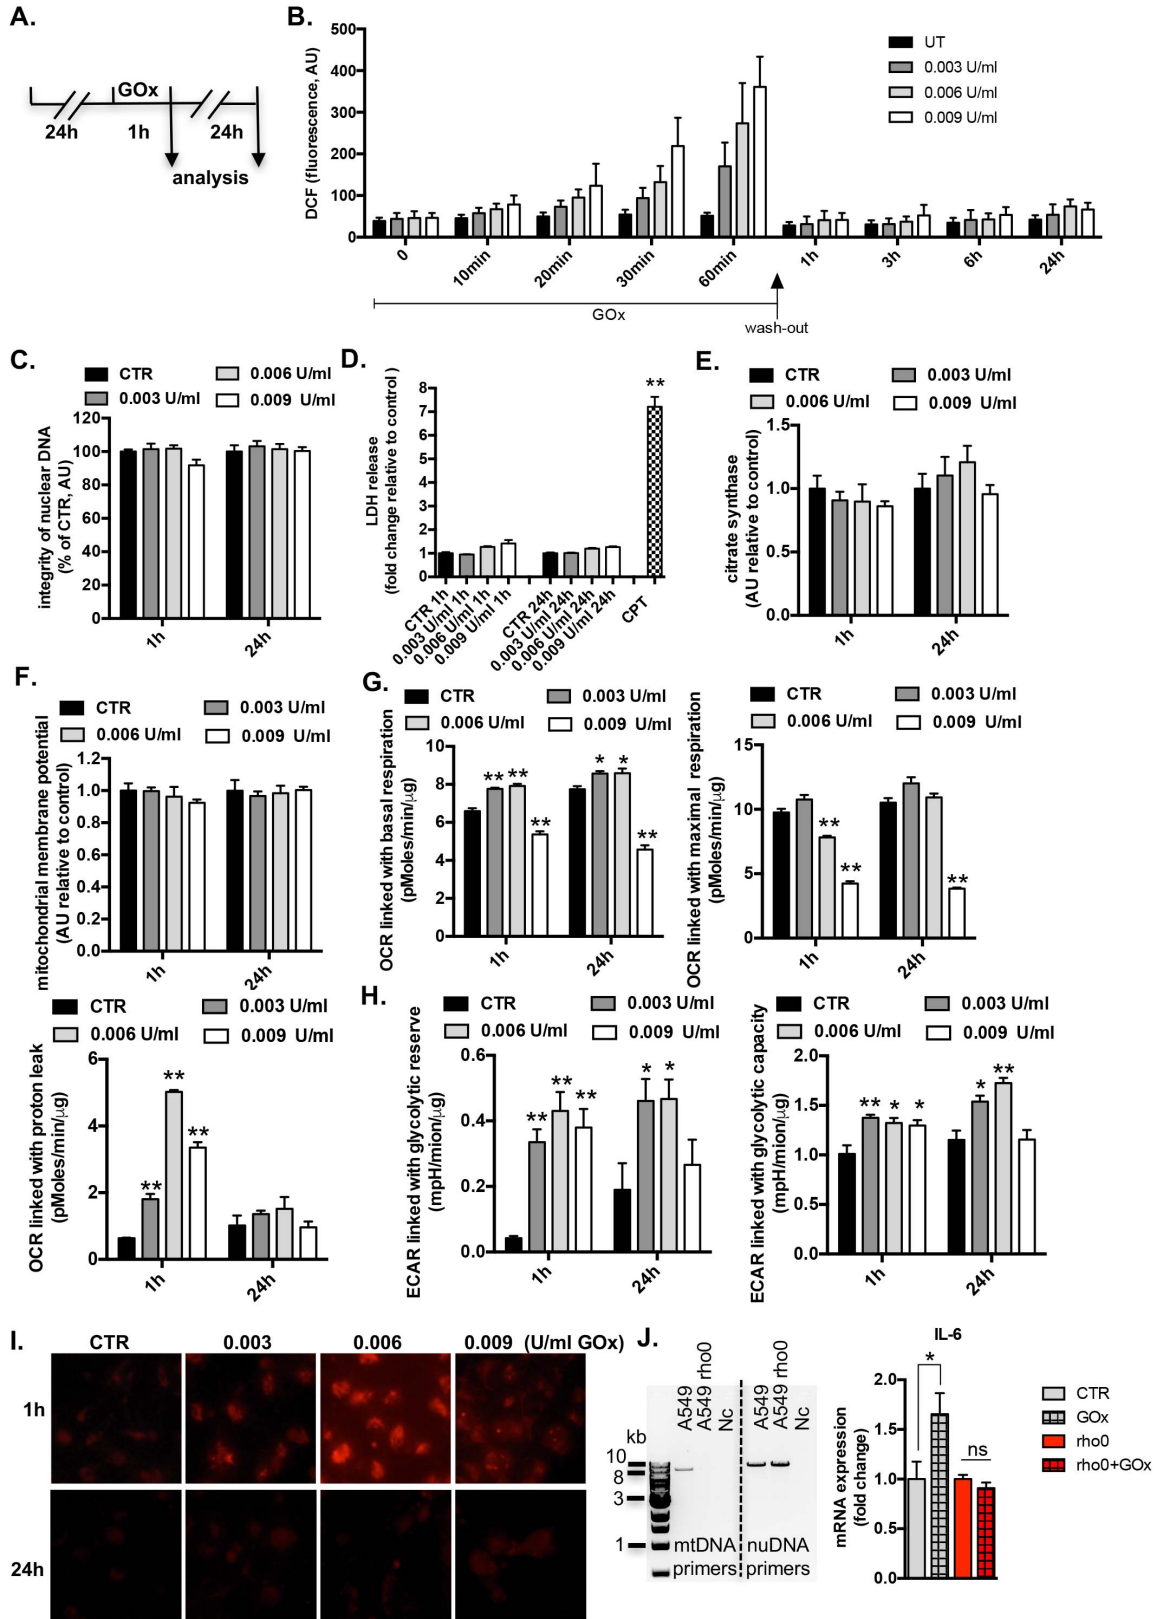 A.
GOx
24h
1h
24h
analysis
B.
DCF (fluorescence, AU)
500
400
300
200
100
0
UT
0.003 U/ml
0.006 U/ml
0.009 U/ml
0
10min
20min
30min
60min
1h
3h
6h
24h
GOx
wash-out
C.
CTR
0.006 U/ml
0.003 U/ml
0.009 U/ml
integrity of nuclear DNA
(% of CTR, AU)
120
100
80
60
40
20
0
1h
24h
D.
LDH release
(fold change relative to control )
8
7
6
5
4
3
2
1
0
**
CTR 1h
0.003 U/ml 1h
0.006 U/ml 1h
0.009 U/ml 1h
CTR 24h
0.003 U/ml 24h
0.006 U/ml 24h
0.009 U/ml 24h
CPT
E.
CTR
0.003 U/ml
0.006 U/ml
0.009 U/ml
citrate synthase
(AU relative to control)
1.5
1.0
0.5
0.0
1h
24h
F.
CTR
0.003 U/ml
0.006 U/ml
0.009 U/ml
mitochondrial membrane potential
(AU relative to control)
1.2
1.0
0.8
0.6
0.4
0.2
0.0
1h
24h
G.
CTR
0.003 U/ml
0.006 U/ml
0.009 U/ml
OCR linked with basal respiration
(pMoles/min/µg)
10
8
6
4
2
0
** **
**
* *
**
1h
24h
CTR
0.003 U/ml
0.006 U/ml
0.009 U/ml
OCR linked with maximal respiration
(pMoles/min/µg)
15
10
5
0
**
**
**
1h
24h
CTR
0.003 U/ml
0.006 U/ml
0.009 U/ml
OCR linked with proton leak
(pMoles/min/µg)
6
4
2
0
**
**
**
1h
24h
H.
CTR
0.003 U/ml
0.006 U/ml
0.009 U/ml
ECAR linked with glycolytic reserve
(mpH/mion/µg)
0.6
0.4
0.2
0.0
**
**
**
* *
1h
24h
CTR
0.003 U/ml
0.006 U/ml
0.009 U/ml
ECAR linked with glycolytic capacity
(mpH/mion/µg)
2.0
1.5
1.0
0.5
0.0
** * *
*
**
1h
24h
I.
CTR 0.003 0.006 0.009 (U/ml GOx)
1h
24h
J.
A549
A549 rho0
Nc
A549
A549 rho0
Nc
kb
10
8
3
1
mtDNA
primers
nuDNA
primers
IL-6
mRNA expression
(fold change)
2.0
1.5
1.0
0.5
0.0
*
ns
CTR
GOx
rho0
rho0+GOx